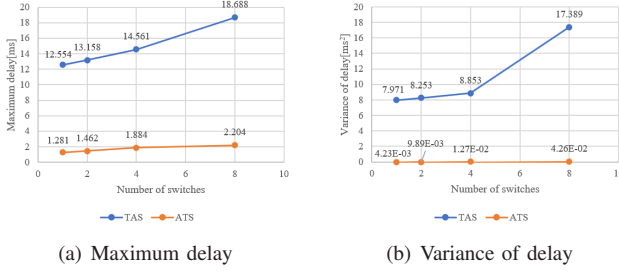 20
18
16
14
12
10
8
6
4
2
0
Maximum delay[ms]
12.554 13.158 14.561 18.688
1.281 1.462 1.884 2.204
0 2 4 6 8 10
Number of switches
TAS ATS
(a) Maximum delay
20
18
16
14
12
10
8
6
4
2
0
Variance of delay[ms²]
7.971 8.253 8.853 17.389
4.23E-03 9.89E-03 1.27E-02 4.26E-02
0 2 4 6 8 1
Number of switches
TAS ATS
(b) Variance of delay